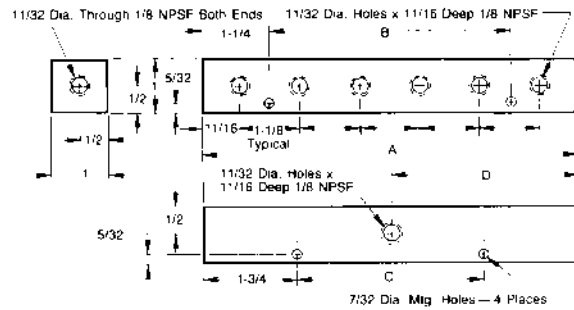 11/32 Dia. Through 1/8 NPSF Both Ends
11/32 Dia. Holes x 11/16 Deep 1/8 NPSF
1-1/4
B
5/32
1/2
1/2
1
11/16
1-1/8
Typical
A
11/32 Dia. Holes x
11/16 Deep 1/8 NPSF
D
1/2
5/32
1-3/4
C
7/32 Dia Mtg Holes — 4 Places